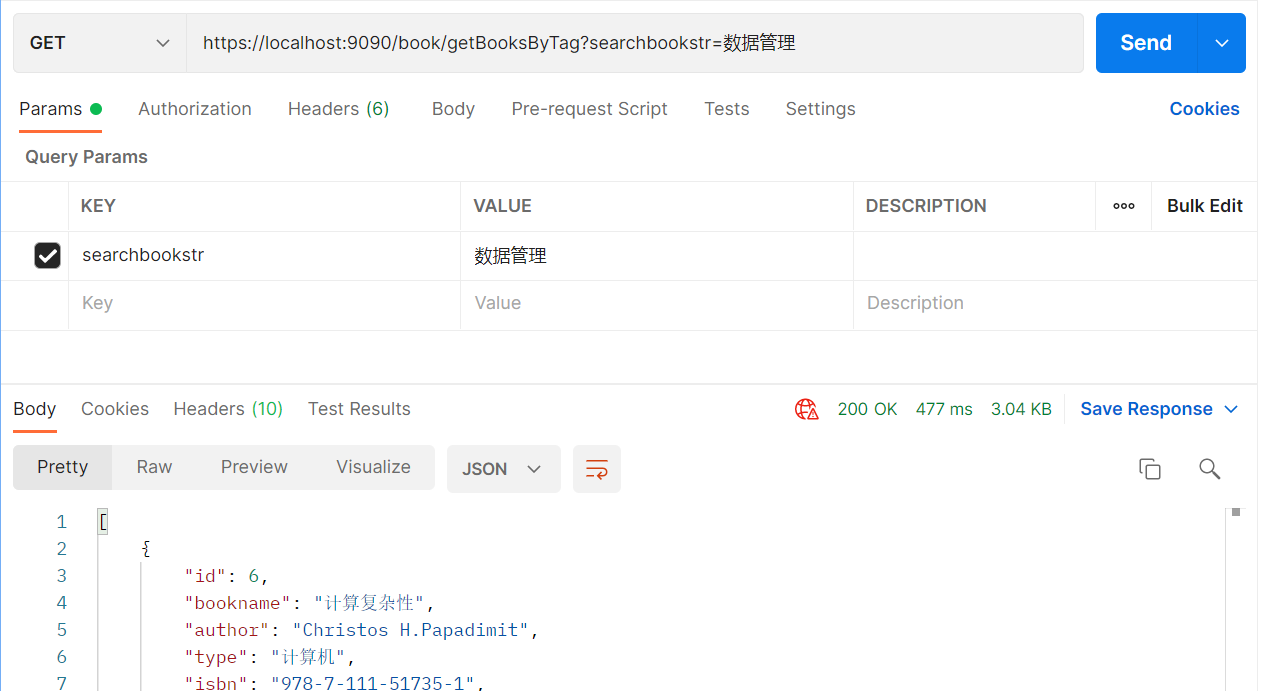 GET https://localhost:9090/book/getBooksByTag?searchbookstr=数据管理 Send
Params Authorization Headers (6) Body Pre-request Script Tests Settings Cookies
Query Params
KEY VALUE DESCRIPTION ooo Bulk Edit
searchbookstr 数据管理
Key Value Description
Body Cookies Headers (10) Test Results 200 OK 477 ms 3.04 KB Save Response
Pretty Raw Preview Visualize JSON
1 [
2 {
3 "id": 6,
4 "bookname": "计算复杂性",
5 "author": "Christos H.Papadimit",
6 "type": "计算机",
7 "isbn": "978-7-111-51735-1",